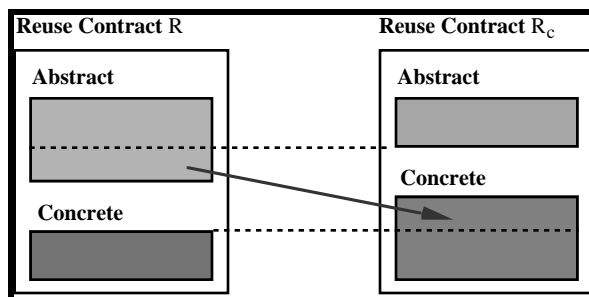 Reuse Contract R
Reuse Contract Rc
Abstract
Abstract
Concrete
Concrete